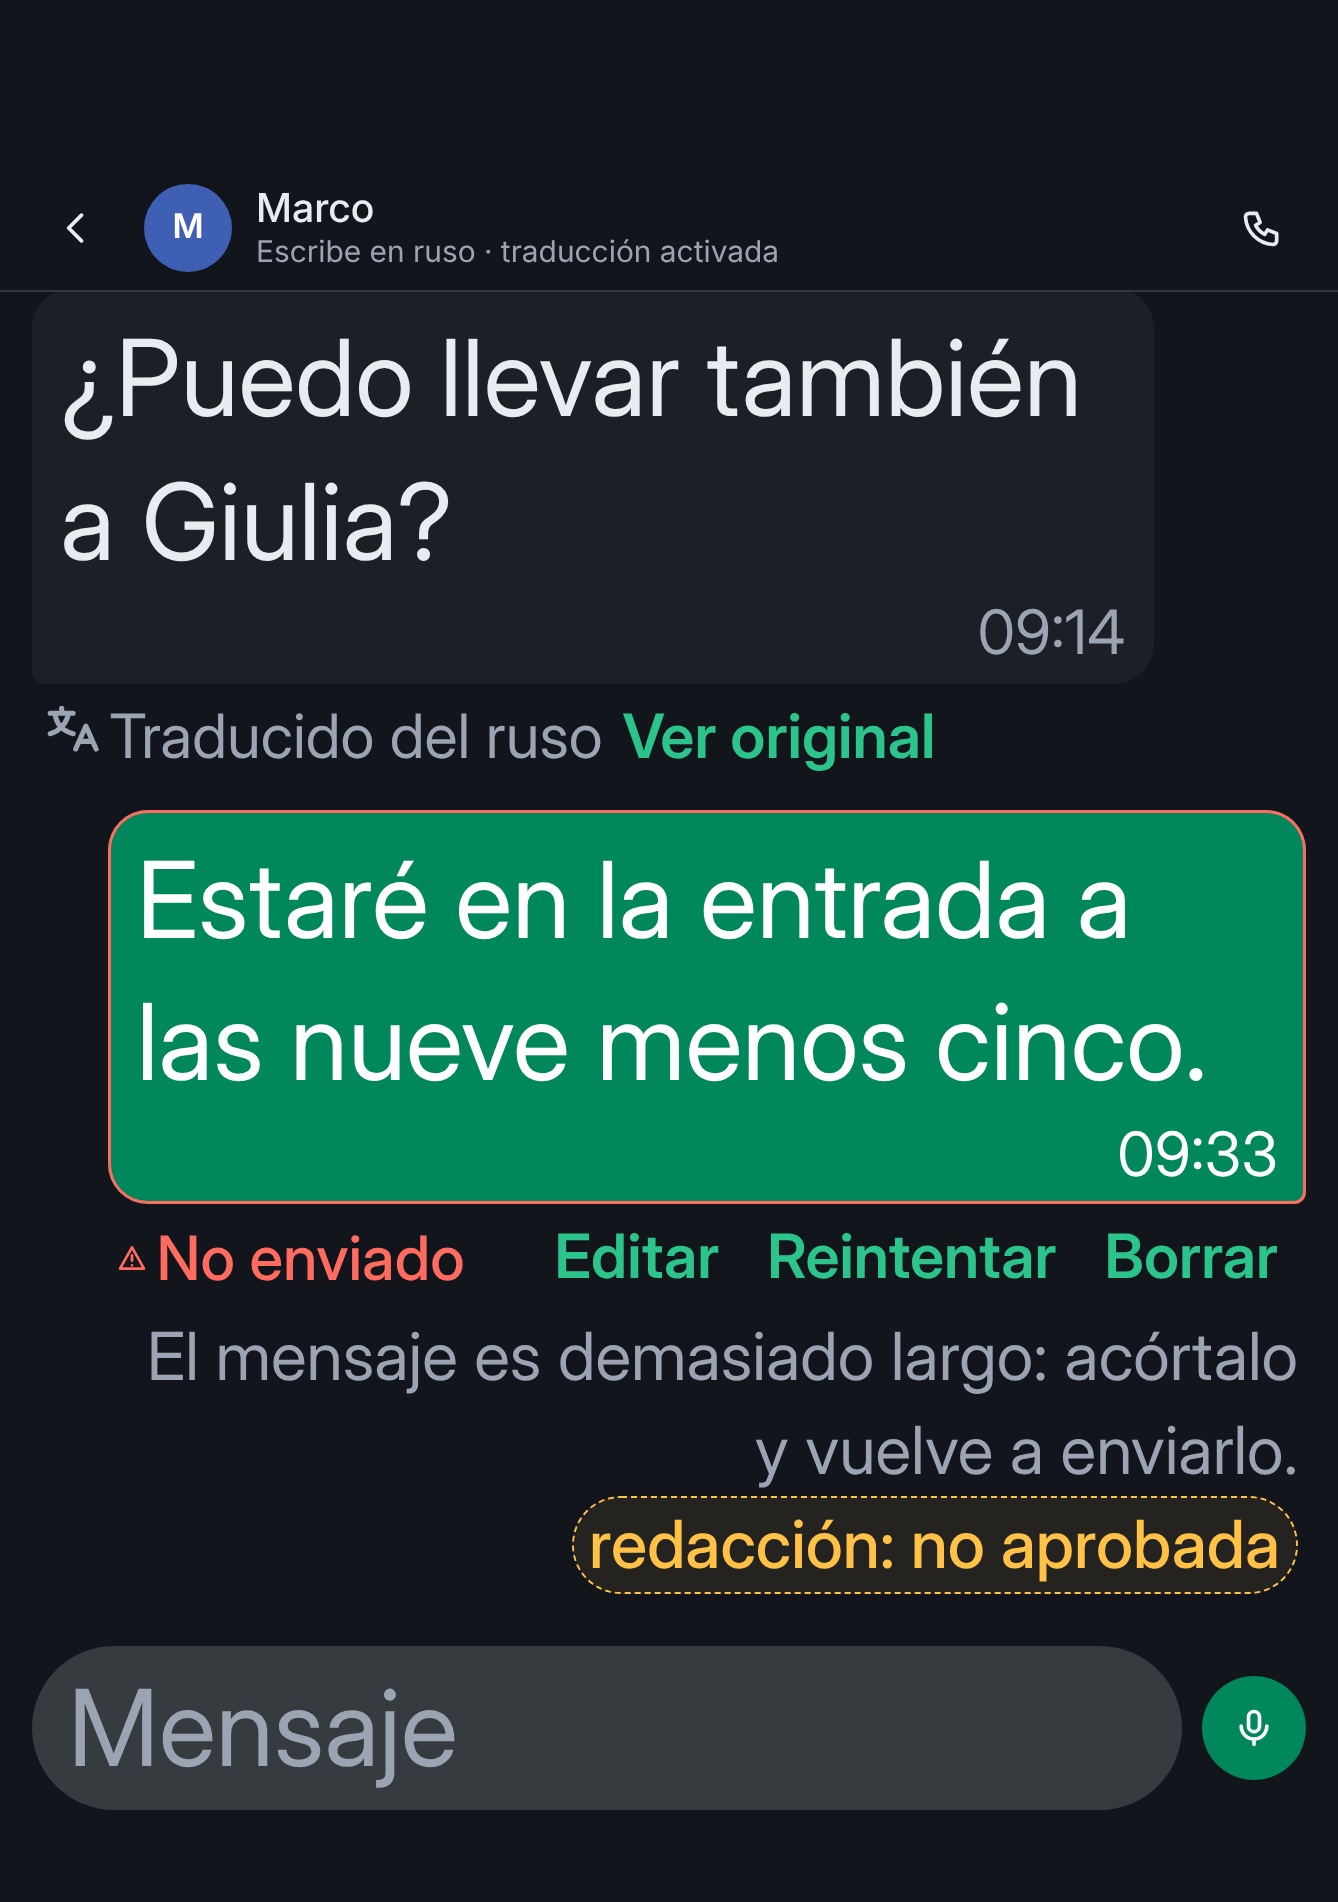 M
Marco
Escribe en ruso · traducción activada
¿Puedo llevar también
a Giulia?
09:14
Traducido del ruso Ver original
Estaré en la entrada a
las nueve menos cinco.
09:33
No enviado Editar Reintentar Borrar
El mensaje es demasiado largo: acórtalo
y vuelve a enviarlo.
redacción: no aprobada
Mensaje